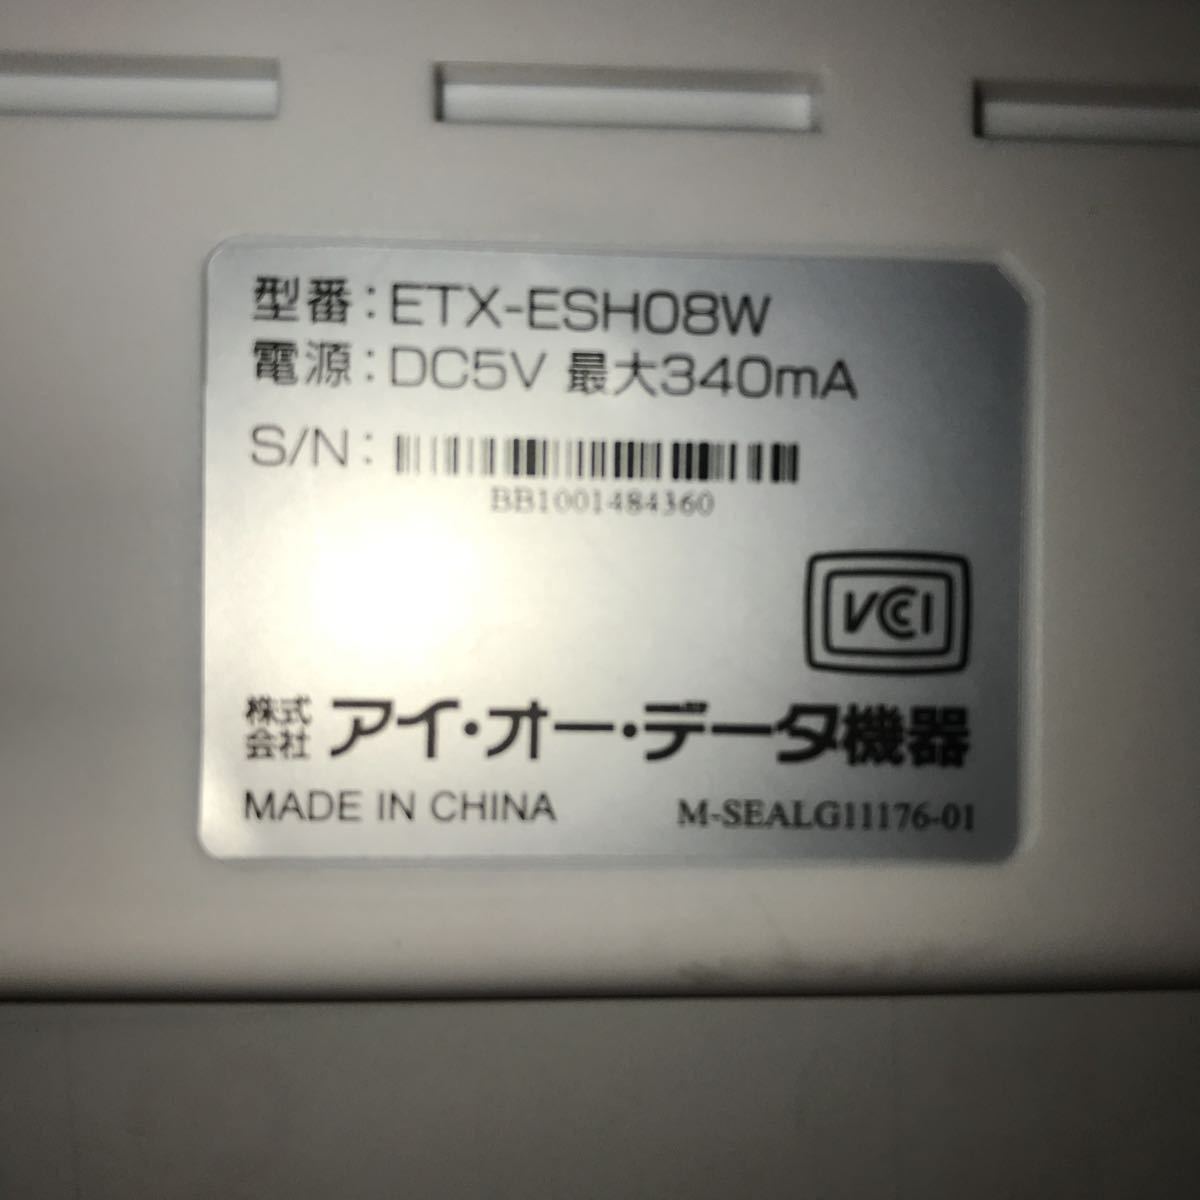 型番：ETX-ESH08W
電源：DC5V 最大340mA
S/N：
BB1001484360
VCCI
株式会社 アイ・オー・データ機器
MADE IN CHINA M-SEALG11176-01